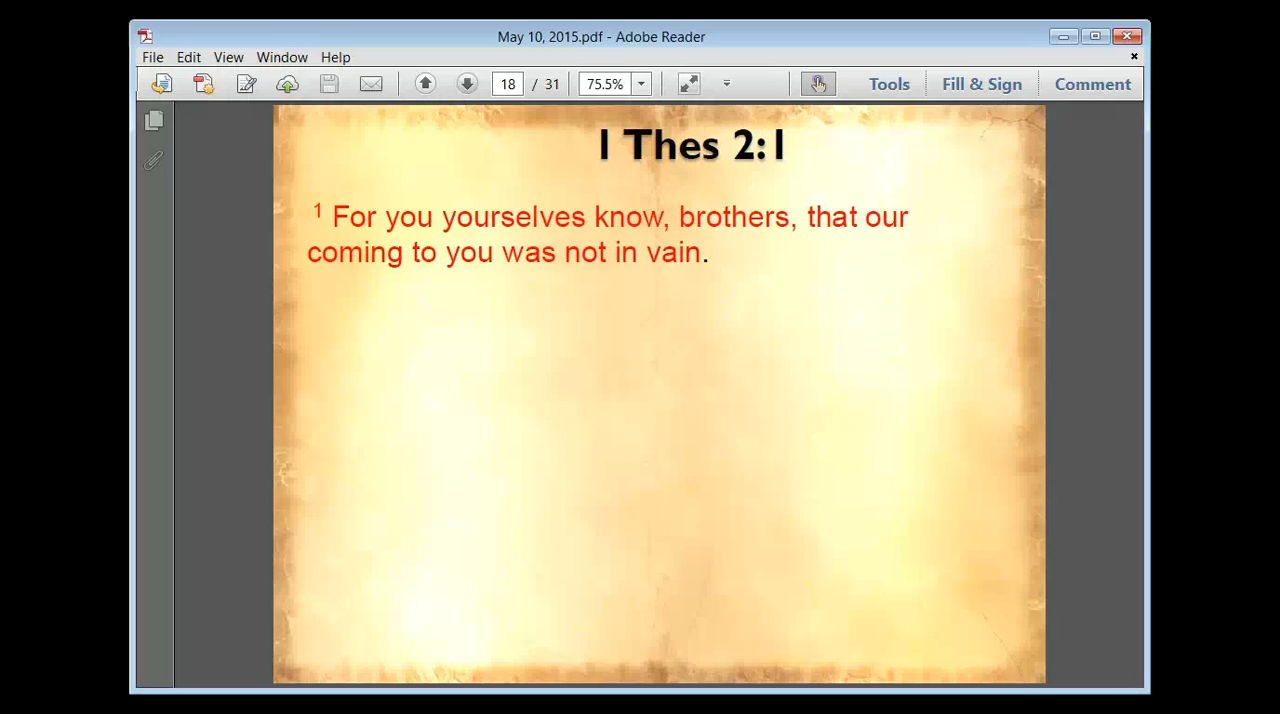 May 10, 2015.pdf - Adobe Reader
File Edit View Window Help
18 / 31 75.5% Tools Fill & Sign Comment
1 Thes 2:1
1 For you yourselves know, brothers, that our
coming to you was not in vain.